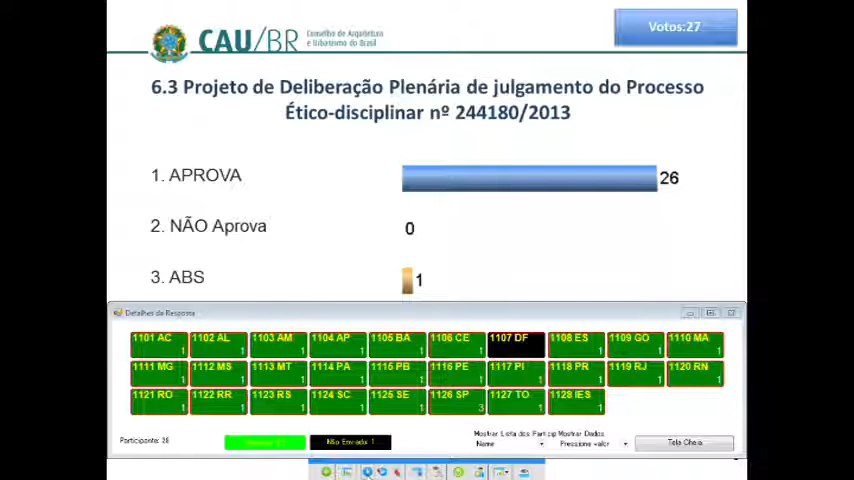 CAU/BR
Conselho de Arquitetura
e Urbanismo do Brasil
Votos:27
6.3 Projeto de Deliberação Plenária de julgamento do Processo
Ético-disciplinar nº 244180/2013
1. APROVA 26
2. NÃO Aprova 0
3. ABS 1
Detalhes da Resposta
1101 AC 1 1102 AL 1 1103 AM 1 1104 AP 1 1105 BA 1 1106 CE 1 1107 DF 1108 ES 1 1109 GO 1 1110 MA 1
1111 MG 1 1112 MS 1 1113 MT 1 1114 PA 1 1115 PB 1 1116 PE 1 1117 PI 1 1118 PR 1 1119 RJ 1 1120 RN 1
1121 RO 1 1122 RR 1 1123 RS 1 1124 SC 1 1125 SE 1 1126 SP 3 1127 TO 1 1128 IES 1
Participante: 28
Não Enviada: 1
Mostrar Lista dos Particip Mostrar Dados
Name Pressione valor
Tela Cheia